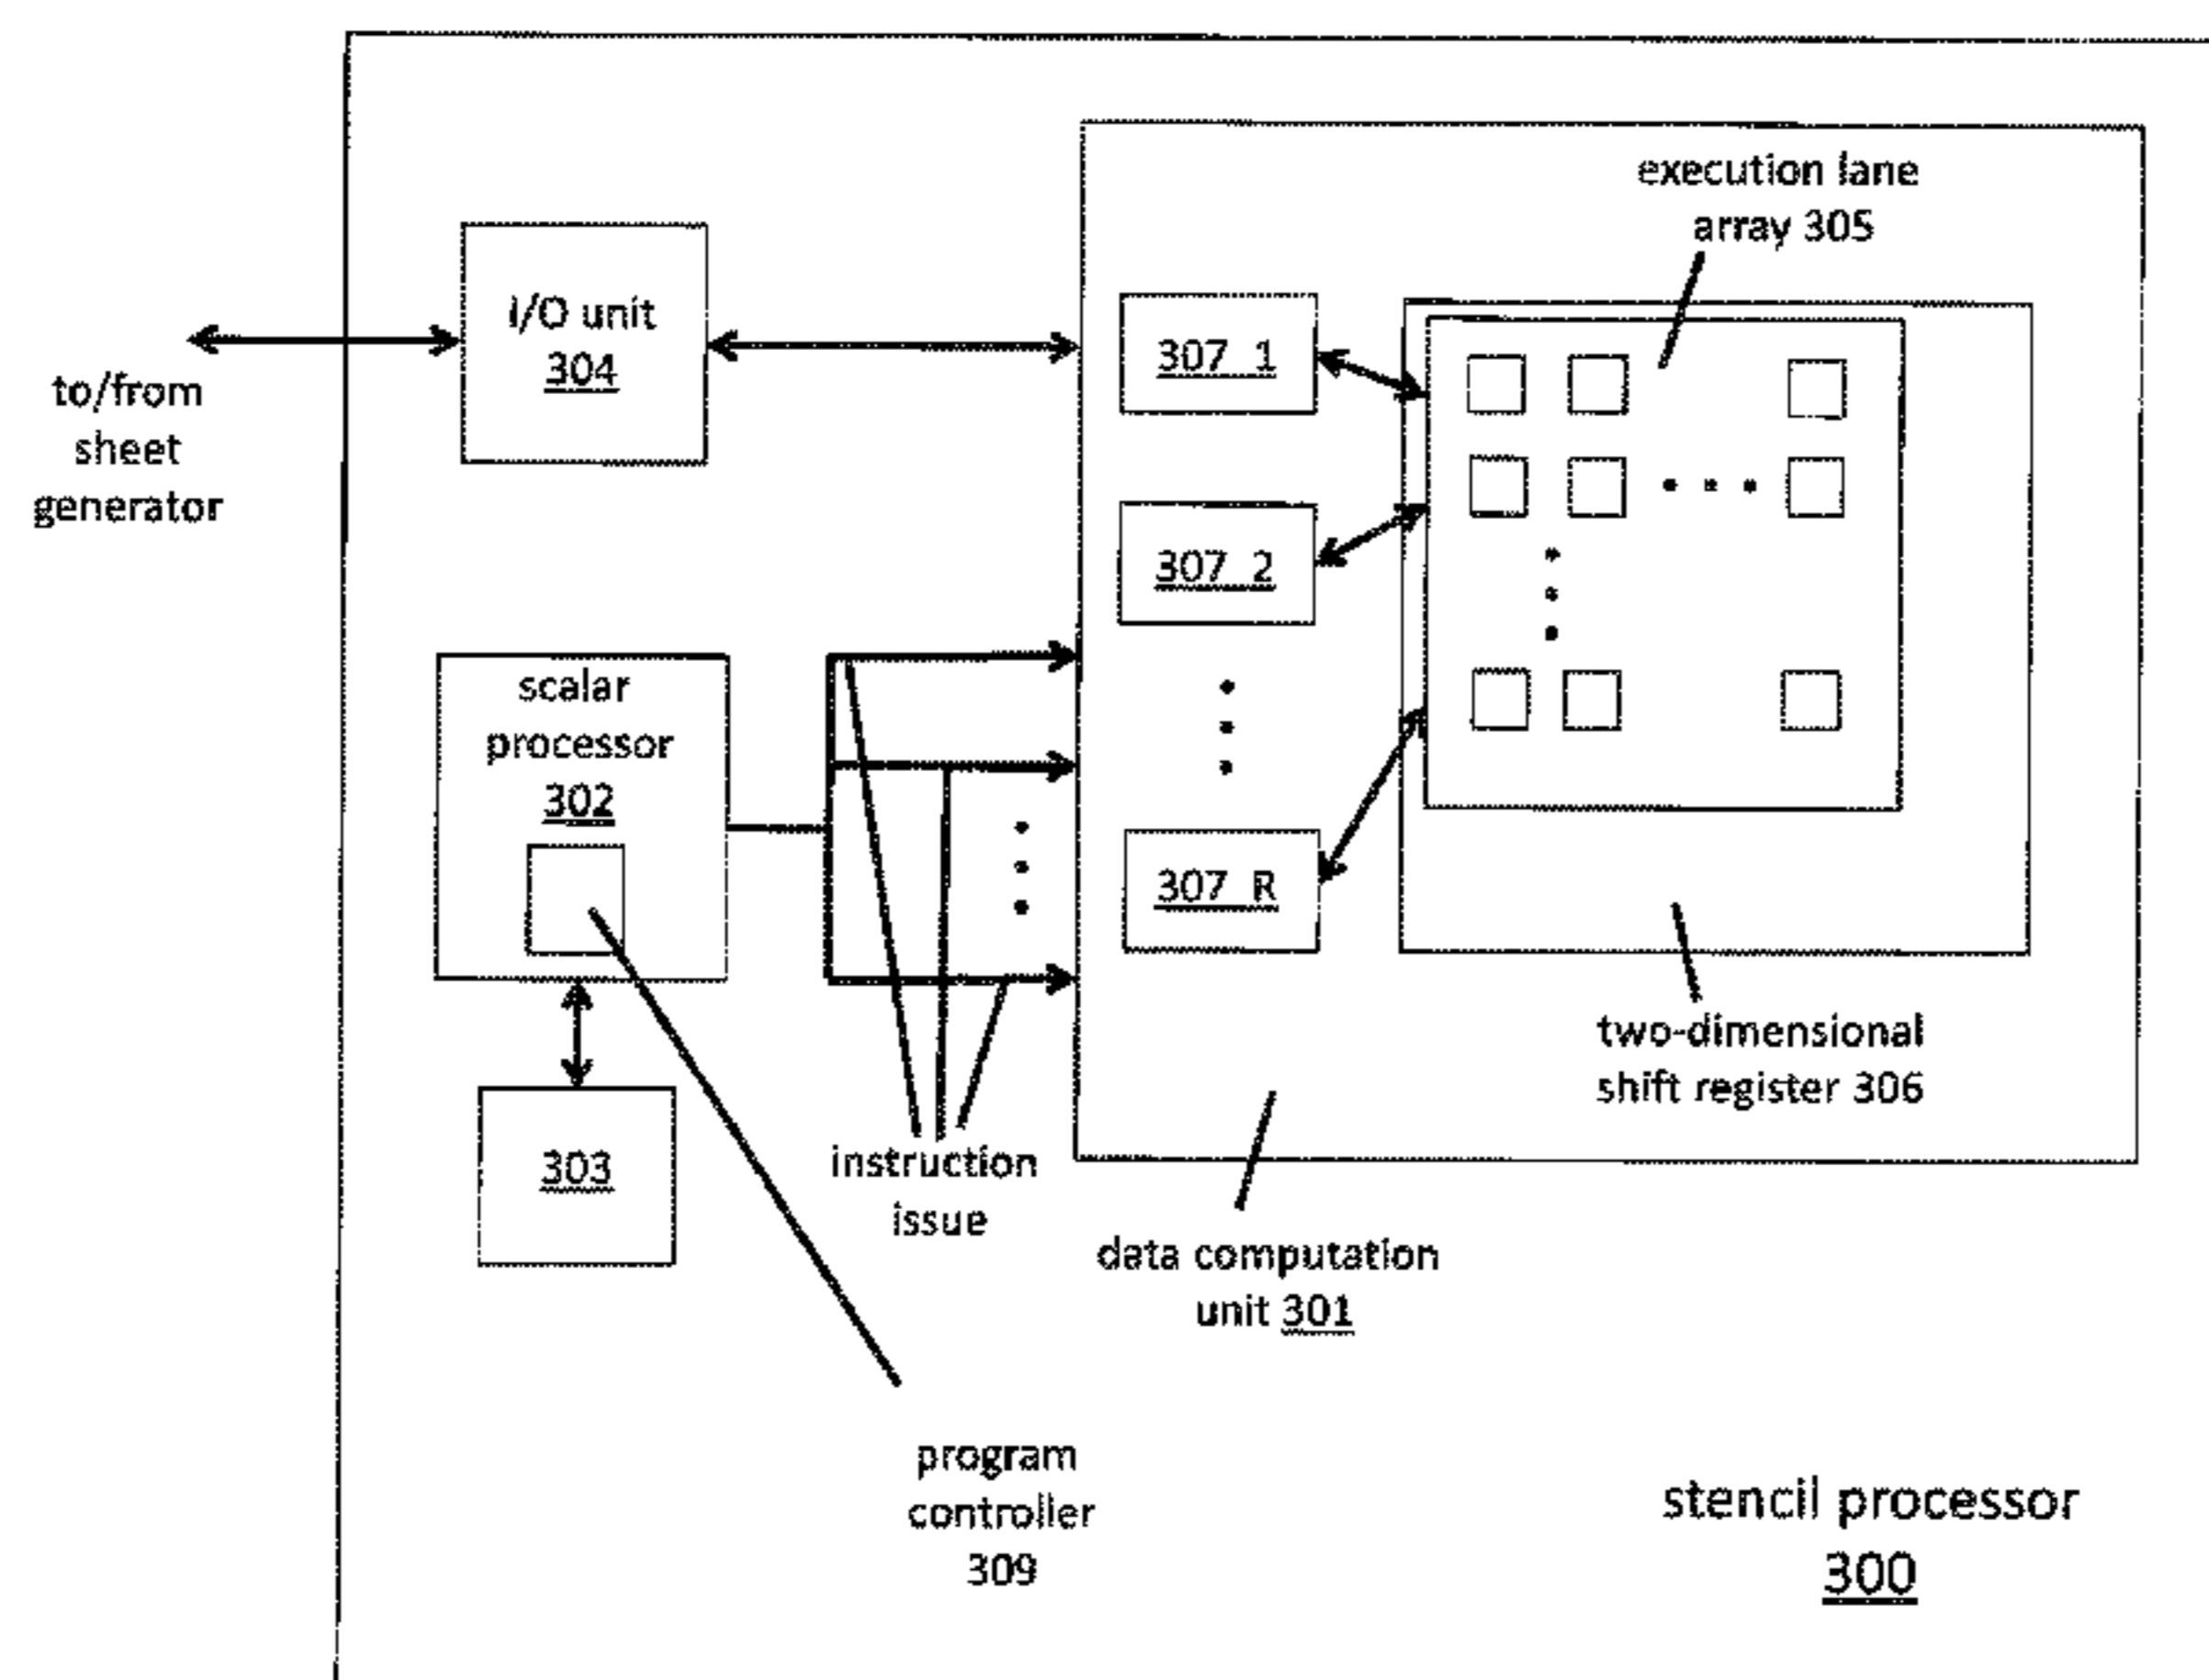 execution lane
array 305
I/O unit
304
to/from
sheet
generator
307_1
307_2
307_R
scalar
processor
302
303
instruction
issue
two-dimensional
shift register 306
data computation
unit 301
program
controller
309
stencil processor
300